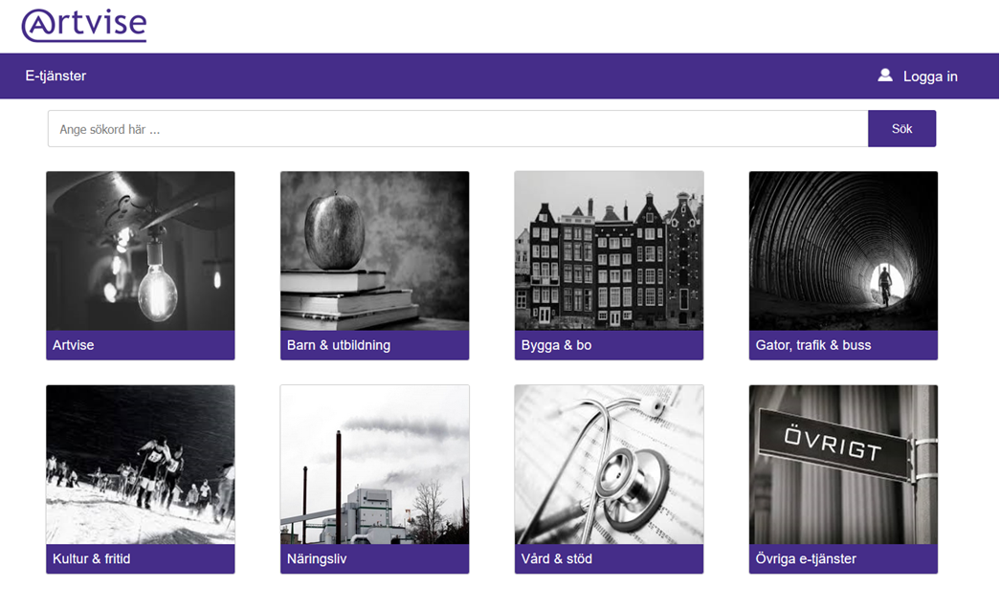 Artvise
E-tjänster
Logga in
Ange sökord här ...
Sök
Artvise
Barn & utbildning
Bygga & bo
Gator, trafik & buss
ÖVRIGT
Kultur & fritid
Näringsliv
Vård & stöd
Övriga e-tjänster